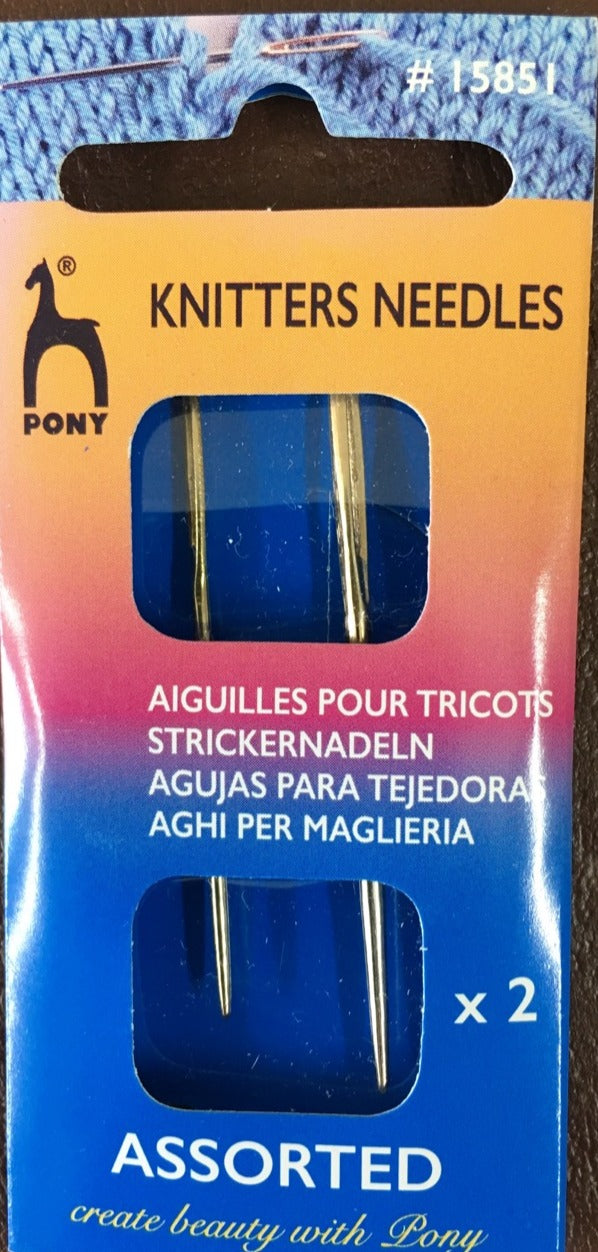 # 15851
®
KNITTERS NEEDLES
PONY
AIGUILLES POUR TRICOTS
STRICKERNADELN
AGUJAS PARA TEJEDORAS
AGHI PER MAGLIERIA
x 2
ASSORTED
create beauty with Pony